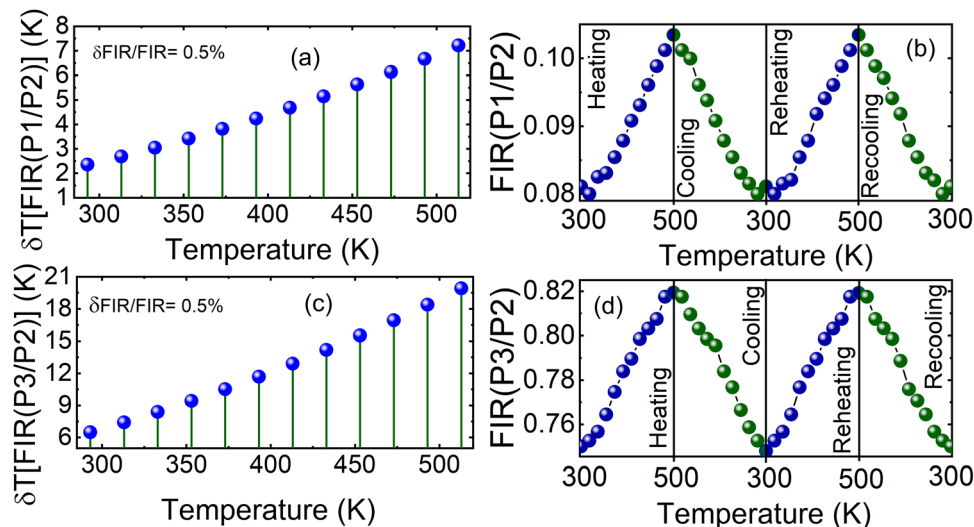 δT[FIR(P1/P2)] (K)
8
7
6
5
4
3
2
1
δFIR/FIR= 0.5%
(a)
300 350 400 450 500
Temperature (K)
FIR(P1/P2)
0.10
0.09
0.08
Heating
Cooling
Reheating
Recooling
(b)
300 500 300 500 300
Temperature (K)
δT[FIR(P3/P2)] (K)
21
18
15
12
9
6
δFIR/FIR= 0.5%
(c)
300 350 400 450 500
Temperature (K)
FIR(P3/P2)
0.82
0.80
0.78
0.76
(d)
Heating
Cooling
Reheating
Recooling
300 500 300 500 300
Temperature (K)